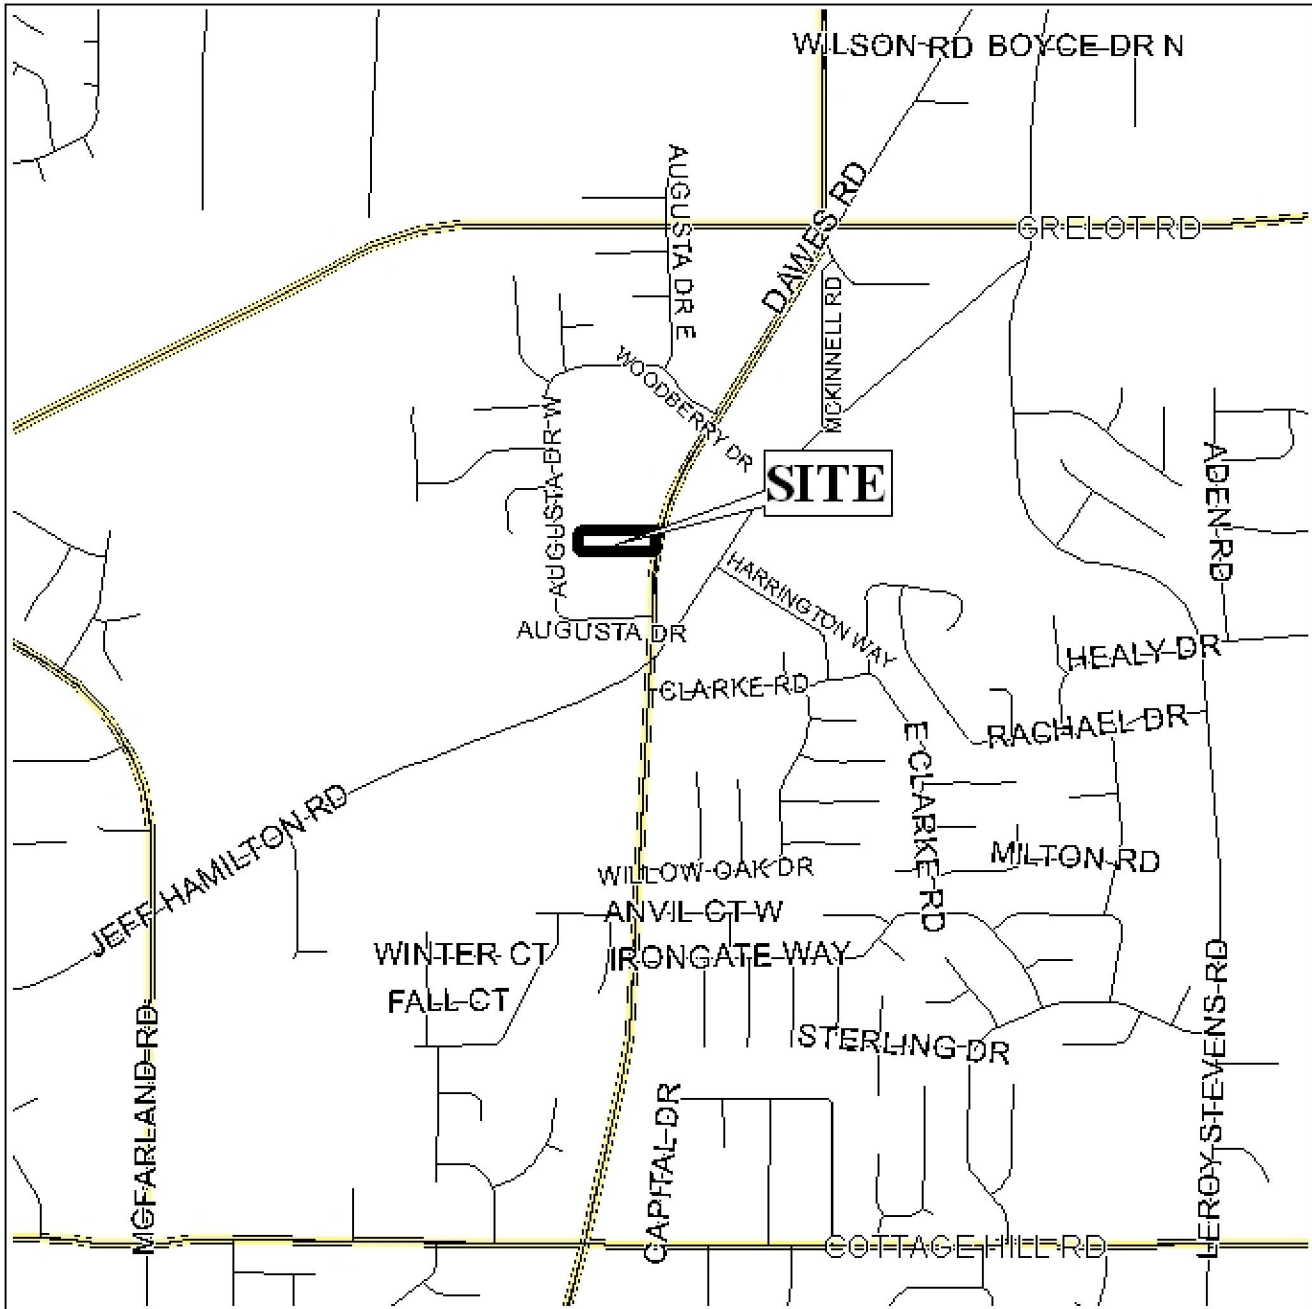 WILSON RD
BOYCE DR N
AUGUSTA DR E
DAWES RD
GRELOT RD
MCKINNELL RD
WOODBERRY DR
AUGUSTA DR W
SITE
ADEN RD
HARRINGTON WAY
AUGUSTA DR
HEALY DR
CLARKE RD
RACHAEL DR
E CLARKE RD
JEFF HAMILTON RD
MILTON RD
WILLOW OAK DR
ANVIL CT W
WINTER CT
IRONGATE WAY
FALL CT
STERLING DR
MCFARLAND RD
CAPITAL DR
LEROY STEVENS RD
COTTAGE HILL RD